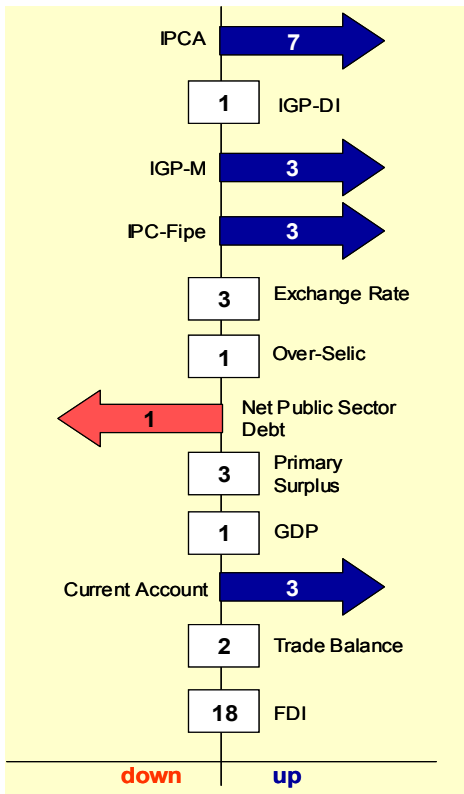 IPCA 7
1 IGP-DI
IGP-M 3
IPC-Fipe 3
3 Exchange Rate
1 Over-Selic
1 Net Public Sector
Debt
3 Primary
Surplus
1 GDP
Current Account 3
2 Trade Balance
18 FDI
down up